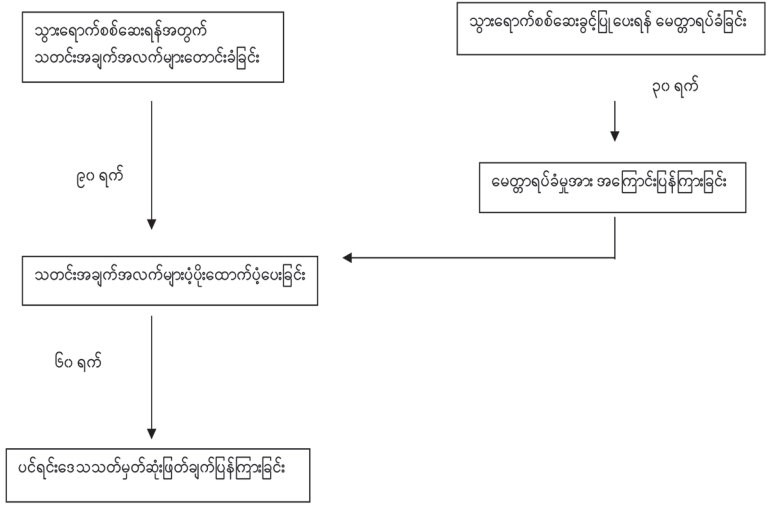 သွားရောက်စစ်ဆေးရန်အတွက်
သတင်းအချက်အလက်များတောင်းခံခြင်း
သွားရောက်စစ်ဆေးခွင့်ပြုပေးရန် မေတ္တာရပ်ခံခြင်း
၃၀ ရက်
၉၀ ရက်
မေတ္တာရပ်ခံမှုအား အကြောင်းပြန်ကြားခြင်း
သတင်းအချက်အလက်များပံ့ပိုးထောက်ပံ့ပေးခြင်း
၆၀ ရက်
ပင်ရင်းဒေသသတ်မှတ်ဆုံးဖြတ်ချက်ပြန်ကြားခြင်း